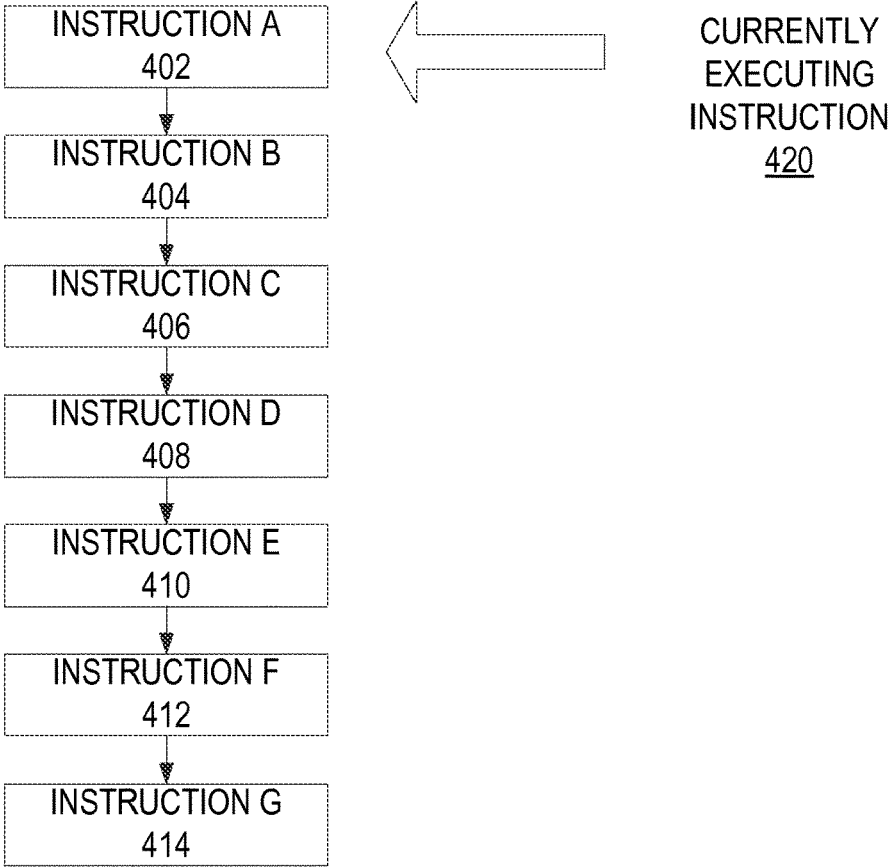 INSTRUCTION A
402
CURRENTLY
EXECUTING
INSTRUCTION
420
INSTRUCTION B
404
INSTRUCTION C
406
INSTRUCTION D
408
INSTRUCTION E
410
INSTRUCTION F
412
INSTRUCTION G
414